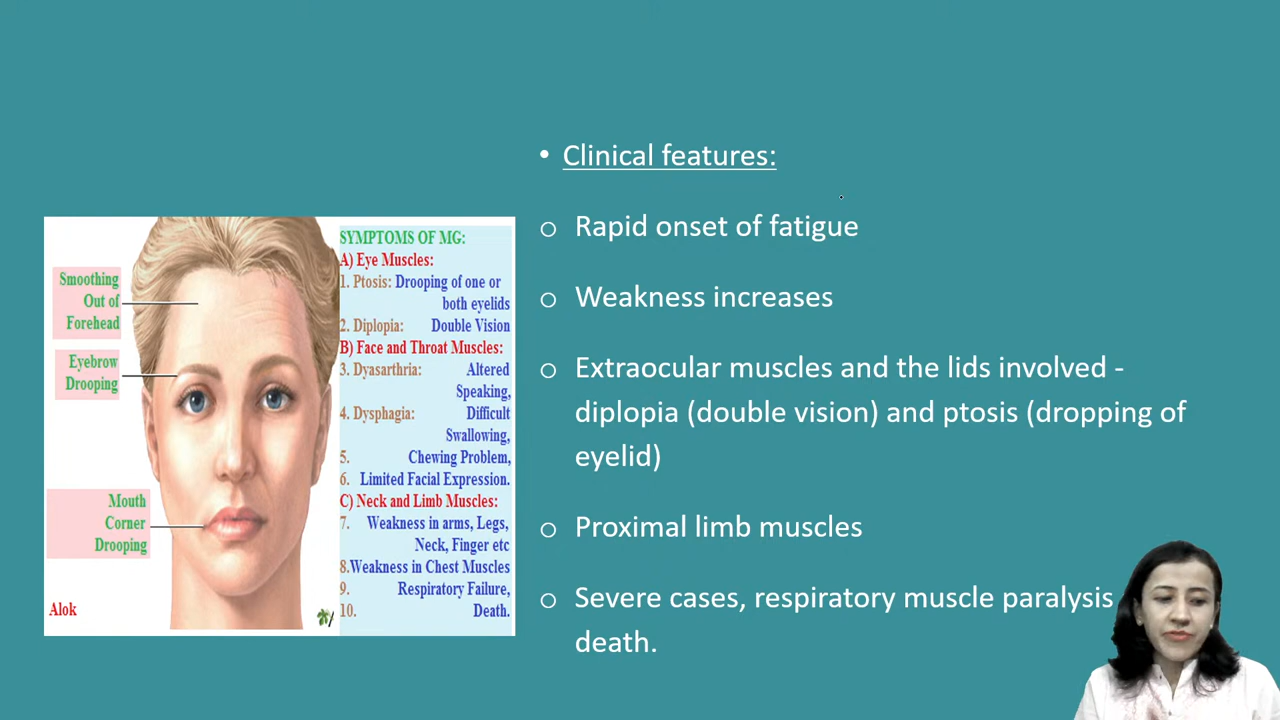 Smoothing
Out of
Forehead
Eyebrow
Drooping
Mouth
Corner
Drooping
Alok
SYMPTOMS OF MG:
A) Eye Muscles:
1. Ptosis: Drooping of one or
both eyelids
2. Diplopia: Double Vision
B) Face and Throat Muscles:
3. Dyasarthria: Altered
Speaking,
4. Dysphagia: Difficult
Swallowing,
5. Chewing Problem,
6. Limited Facial Expression.
C) Neck and Limb Muscles:
7. Weakness in arms, Legs,
Neck, Finger etc
8.Weakness in Chest Muscles
9. Respiratory Failure,
10. Death.
• Clinical features:
o Rapid onset of fatigue
o Weakness increases
o Extraocular muscles and the lids involved -
diplopia (double vision) and ptosis (dropping of
eyelid)
o Proximal limb muscles
o Severe cases, respiratory muscle paralysis
death.